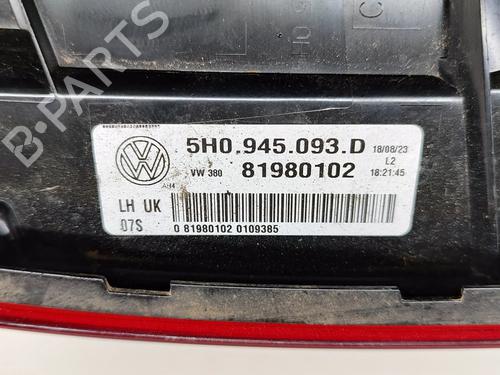 B-PARTS
5H0.945.093.D
18/08/23
VW 380
81980102
L2
18:21:45
LH UK
07S
0 81980102 0109385